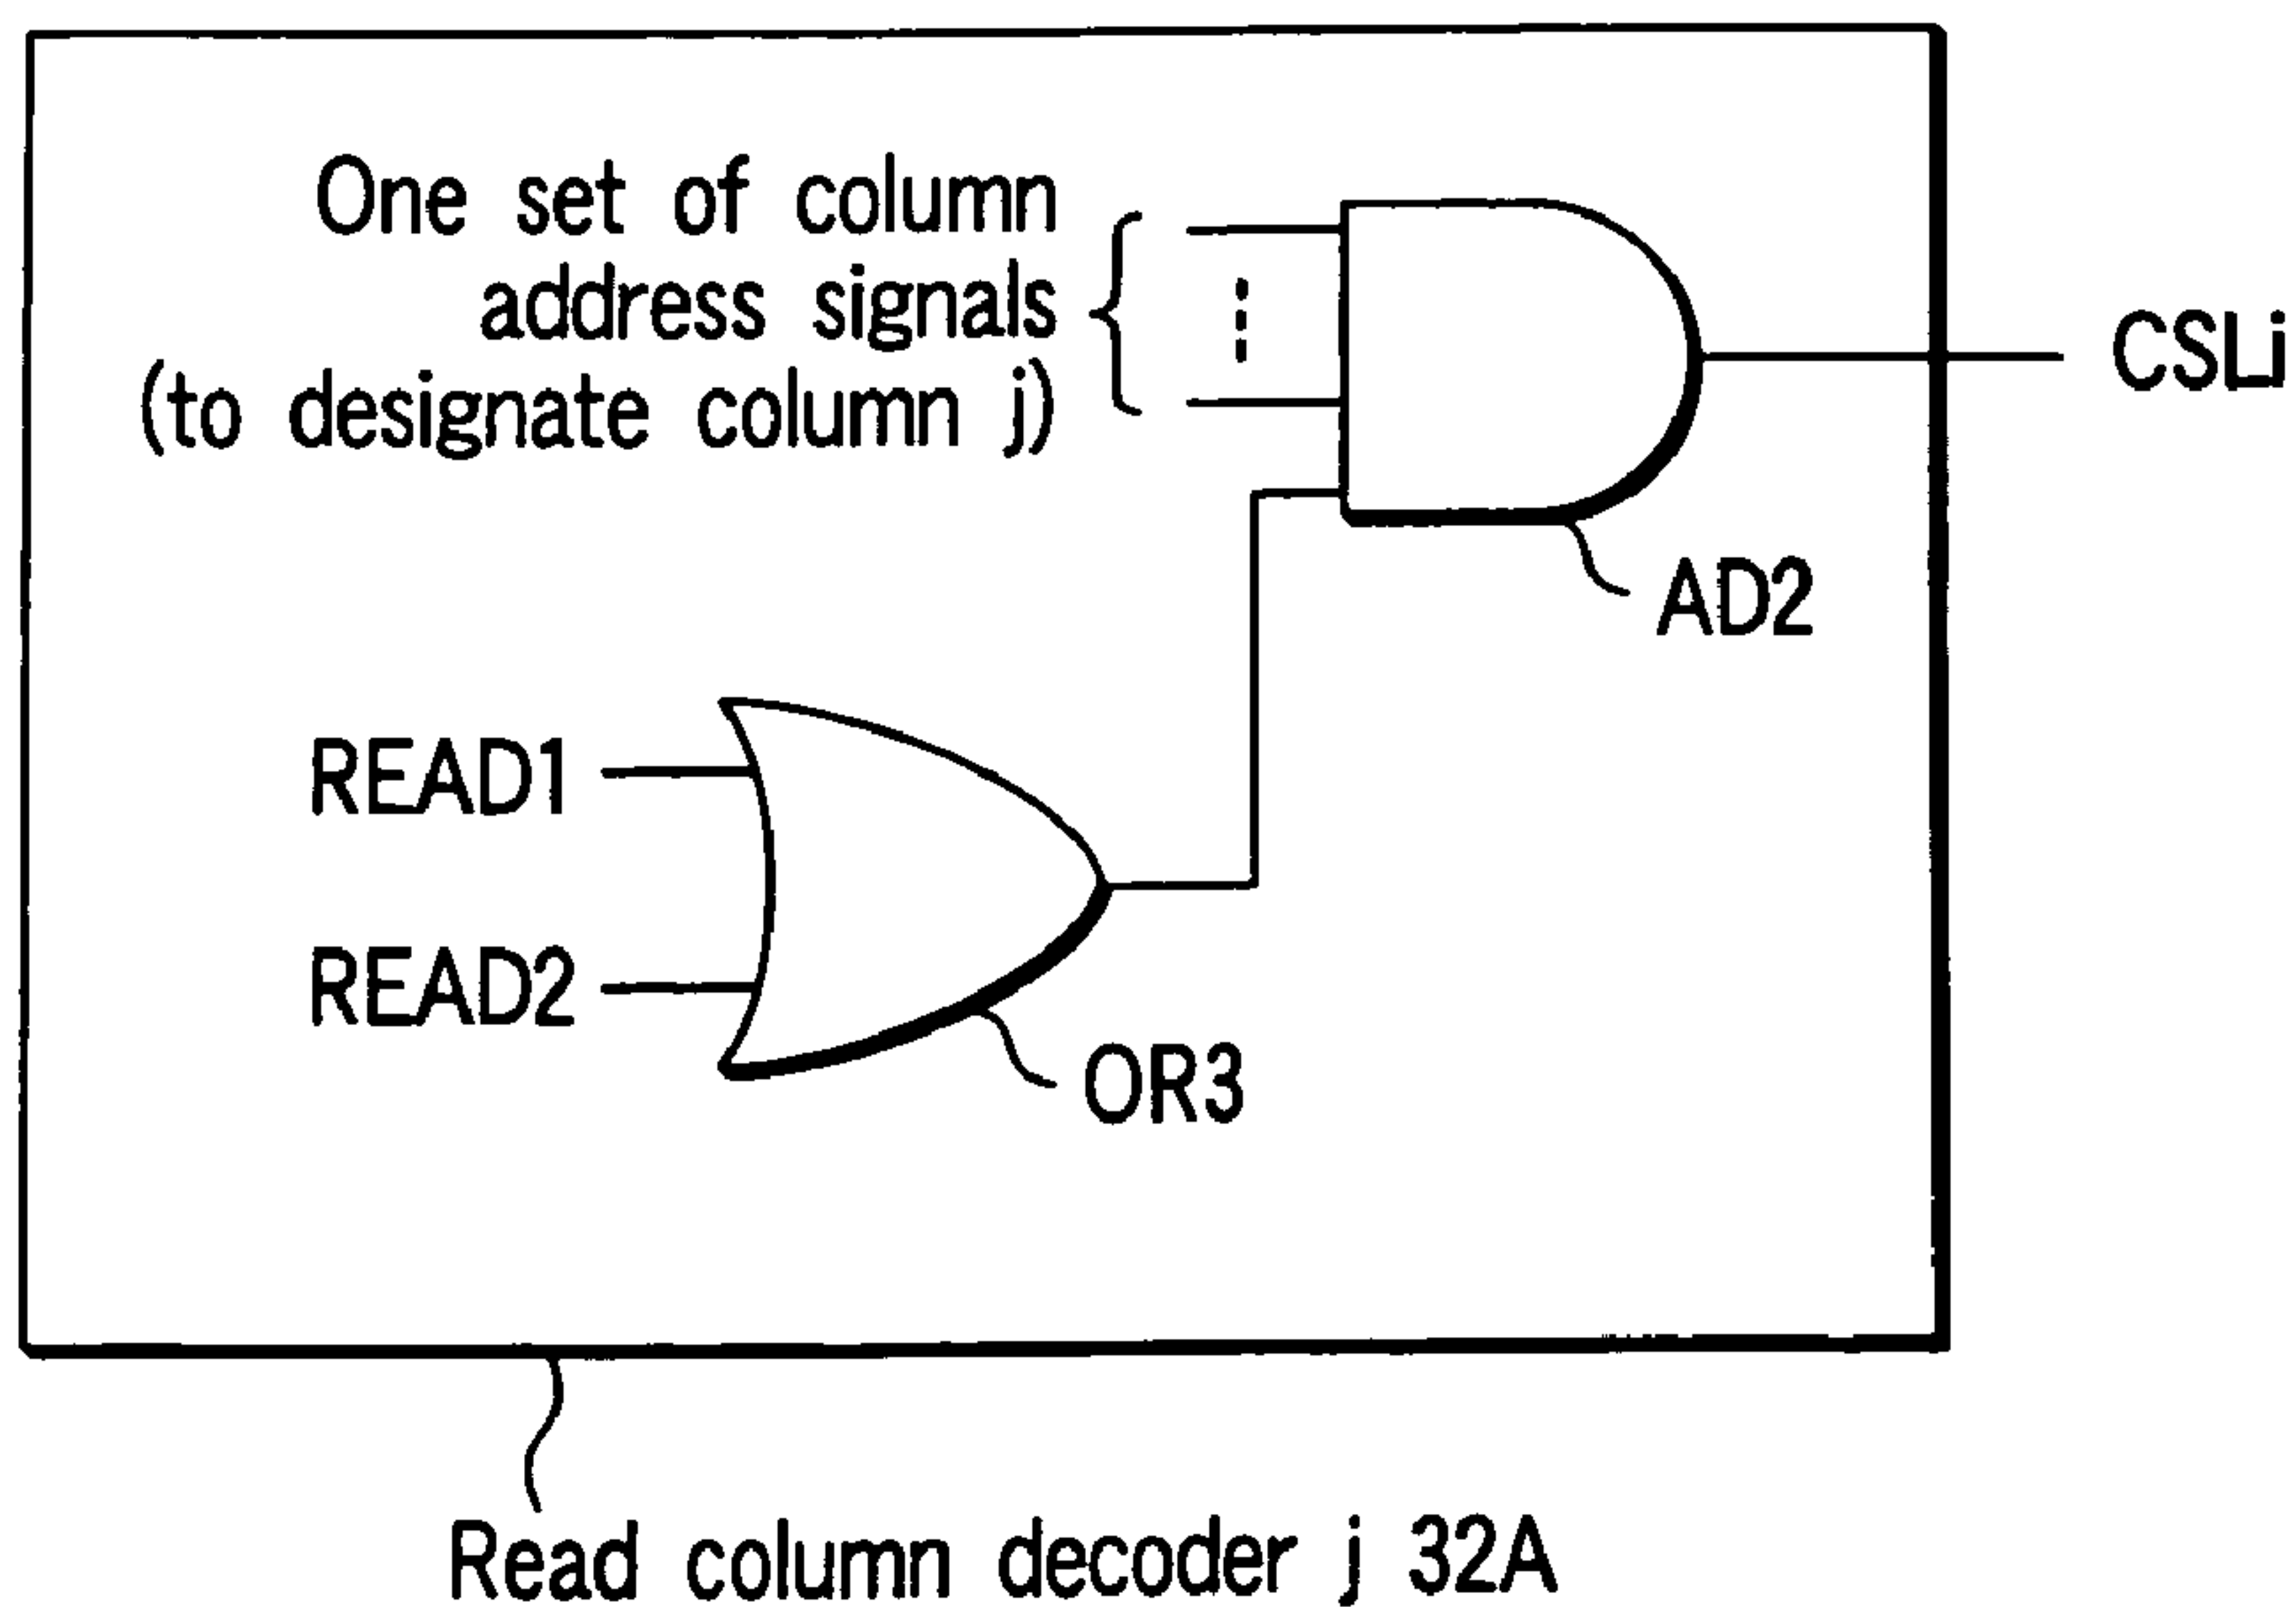 One set of column
address signals
(to designate column j)
CSLi
AD2
READ1
READ2
OR3
Read column decoder j 32A